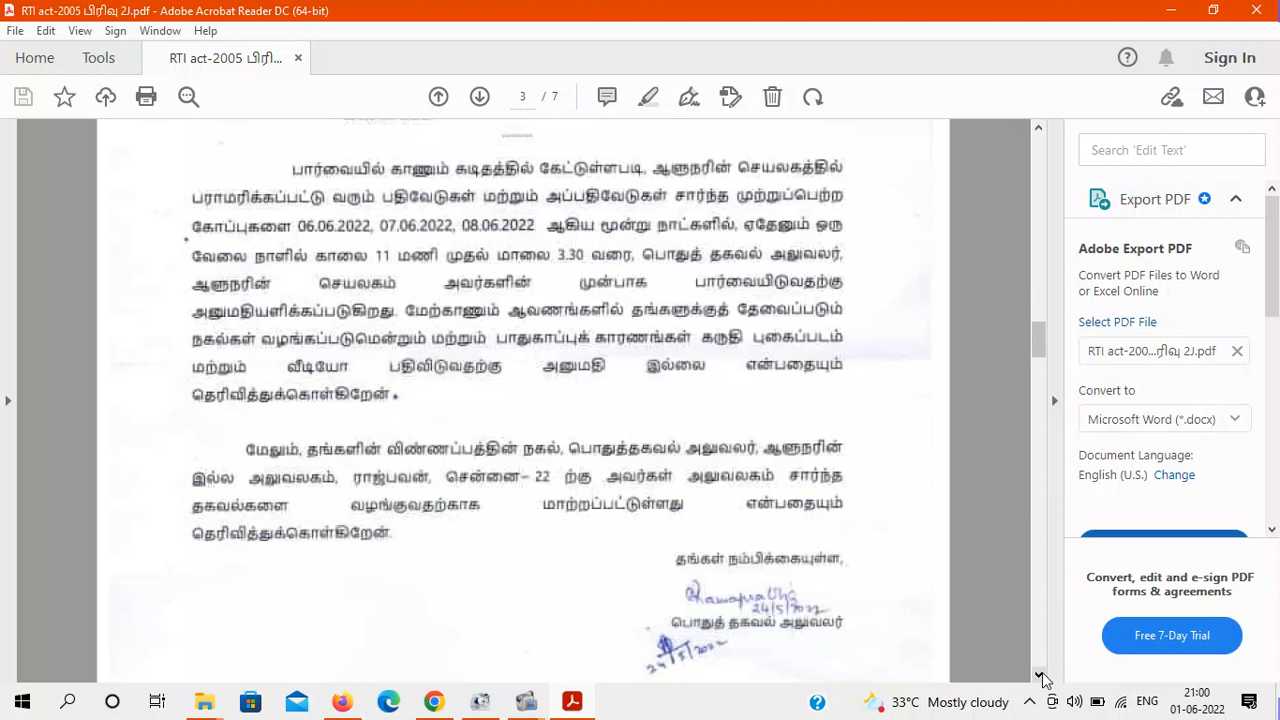 RTI act-2005 பிரிவு 2J.pdf - Adobe Acrobat Reader DC (64-bit)
File Edit View Sign Window Help
Home Tools RTI act-2005 பிரி... × Sign In
3 / 7
பார்வையில் காணும் கடிதத்தில் கேட்டுள்ளபடி, ஆளுநரின் செயலகத்தில்
பராமரிக்கப்பட்டு வரும் பதிவேடுகள் மற்றும் அப்பதிவேடுகள் சார்ந்த முற்றுப்பெற்ற
கோப்புகளை 06.06.2022, 07.06.2022, 08.06.2022 ஆகிய மூன்று நாட்களில், ஏதேனும் ஒரு
வேலை நாளில் காலை 11 மணி முதல் மாலை 3.30 வரை, பொதுத் தகவல் அலுவலர்,
ஆளுநரின் செயலகம் அவர்களின் முன்பாக பார்வையிடுவதற்கு
அனுமதியளிக்கப்படுகிறது. மேற்காணும் ஆவணங்களில் தங்களுக்குத் தேவைப்படும்
நகல்கள் வழங்கப்படுமென்றும் மற்றும் பாதுகாப்புக் காரணங்கள் கருதி புகைப்படம்
மற்றும் வீடியோ பதிவிடுவதற்கு அனுமதி இல்லை என்பதையும்
தெரிவித்துக்கொள்கிறேன்.
மேலும், தங்களின் விண்ணப்பத்தின் நகல், பொதுத்தகவல் அலுவலர், ஆளுநரின்
இல்ல அலுவலகம், ராஜ்பவன், சென்னை- 22 ற்கு அவர்கள் அலுவலகம் சார்ந்த
தகவல்களை வழங்குவதற்காக மாற்றப்பட்டுள்ளது என்பதையும்
தெரிவித்துக்கொள்கிறேன்.
தங்கள் நம்பிக்கையுள்ள,
24/5/2022
பொதுத் தகவல் அலுவலர்
24/5/2022
Search 'Edit Text'
Export PDF
Adobe Export PDF
Convert PDF Files to Word
or Excel Online
Select PDF File
RTI act-200...ரிவு 2J.pdf
Convert to
Microsoft Word (*.docx)
Document Language:
English (U.S.) Change
Convert, edit and e-sign PDF
forms & agreements
Free 7-Day Trial
33°C Mostly cloudy ENG 21:00
01-06-2022